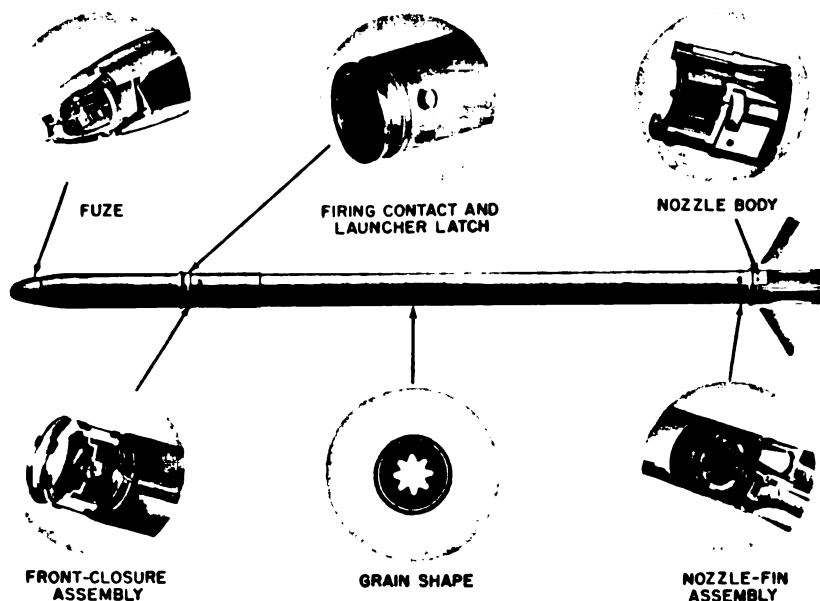 FUZE
FIRING CONTACT AND
LAUNCHER LATCH
NOZZLE BODY
FRONT-CLOSURE
ASSEMBLY
GRAIN SHAPE
NOZZLE-FIN
ASSEMBLY